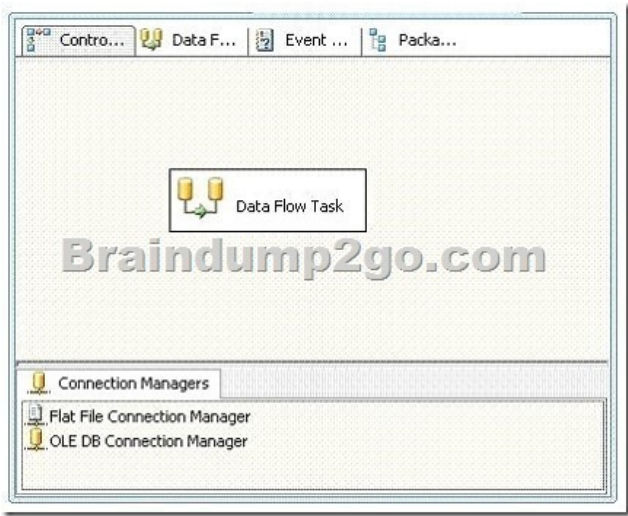 Contro... Data F... Event ... Packa...
Data Flow Task
Braindump2go.com
Connection Managers
Flat File Connection Manager
OLE DB Connection Manager